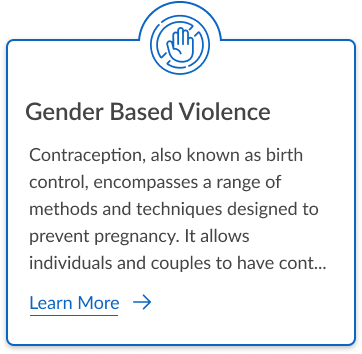 Gender Based Violence
Contraception, also known as birth
control, encompasses a range of
methods and techniques designed to
prevent pregnancy. It allows
individuals and couples to have cont...
Learn More